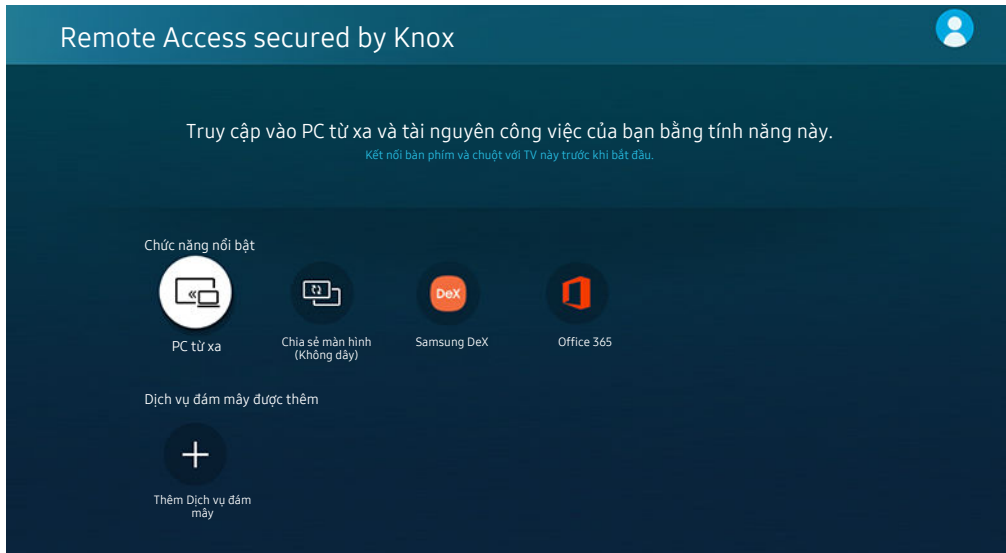 Remote Access secured by Knox
Truy cập vào PC từ xa và tài nguyên công việc của bạn bằng tính năng này.
Kết nối bàn phím và chuột với TV này trước khi bắt đầu.
Chức năng nổi bật
DeX
PC từ xa
Chia sẻ màn hình
(Không dây)
Samsung DeX
Office 365
Dịch vụ đám mây được thêm
Thêm Dịch vụ đám
mây